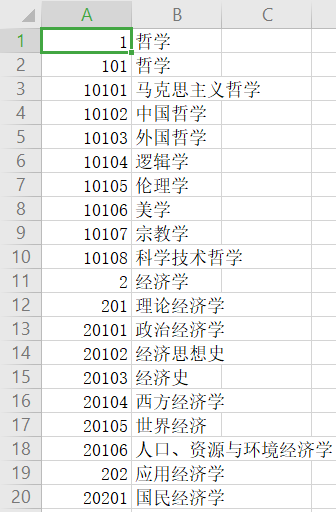 A B C
1 1 哲学
2 101 哲学
3 10101 马克思主义哲学
4 10102 中国哲学
5 10103 外国哲学
6 10104 逻辑学
7 10105 伦理学
8 10106 美学
9 10107 宗教学
10 10108 科学技术哲学
11 2 经济学
12 201 理论经济学
13 20101 政治经济学
14 20102 经济思想史
15 20103 经济史
16 20104 西方经济学
17 20105 世界经济
18 20106 人口、资源与环境经济学
19 202 应用经济学
20 20201 国民经济学